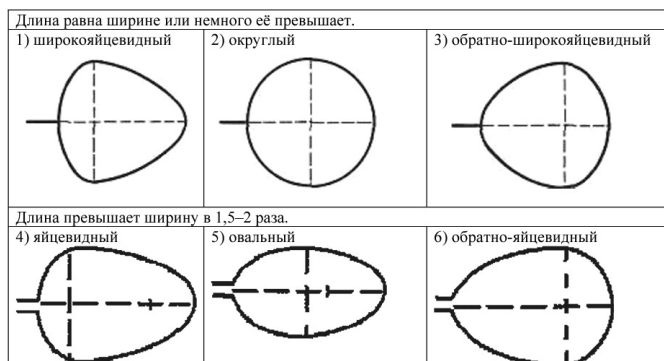 Длина равна ширине или немного её превышает.
1) широкояйцевидный
2) округлый
3) обратно-широкояйцевидный
Длина превышает ширину в 1,5–2 раза.
4) яйцевидный
5) овальный
6) обратно-яйцевидный